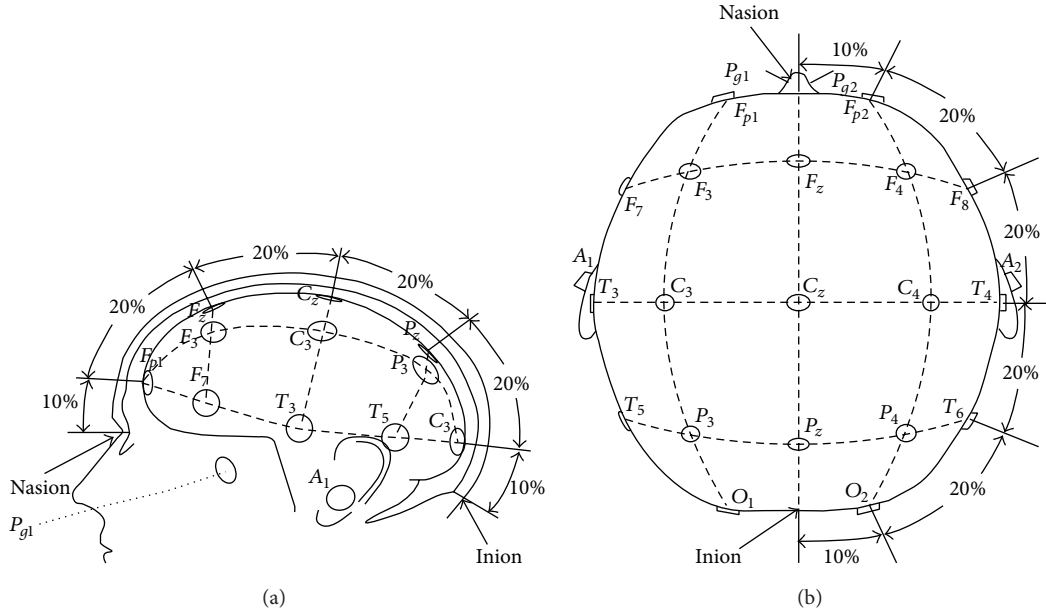 20%
20%
20%
20%
20%
10%
10%
C_z
F_z
P_z
F_3
C_3
P_3
F_p1
F_7
T_3
T_5
C_3
A_1
Nasion
P_g1
Inion
(a)
Nasion
10%
P_g1
P_g2
F_p1
F_p2
20%
F_7
F_3
F_z
F_4
F_8
20%
A_1
A_2
T_3
C_3
C_z
C_4
T_4
20%
T_5
P_3
P_z
P_4
T_6
20%
O_1
O_2
Inion
10%
(b)